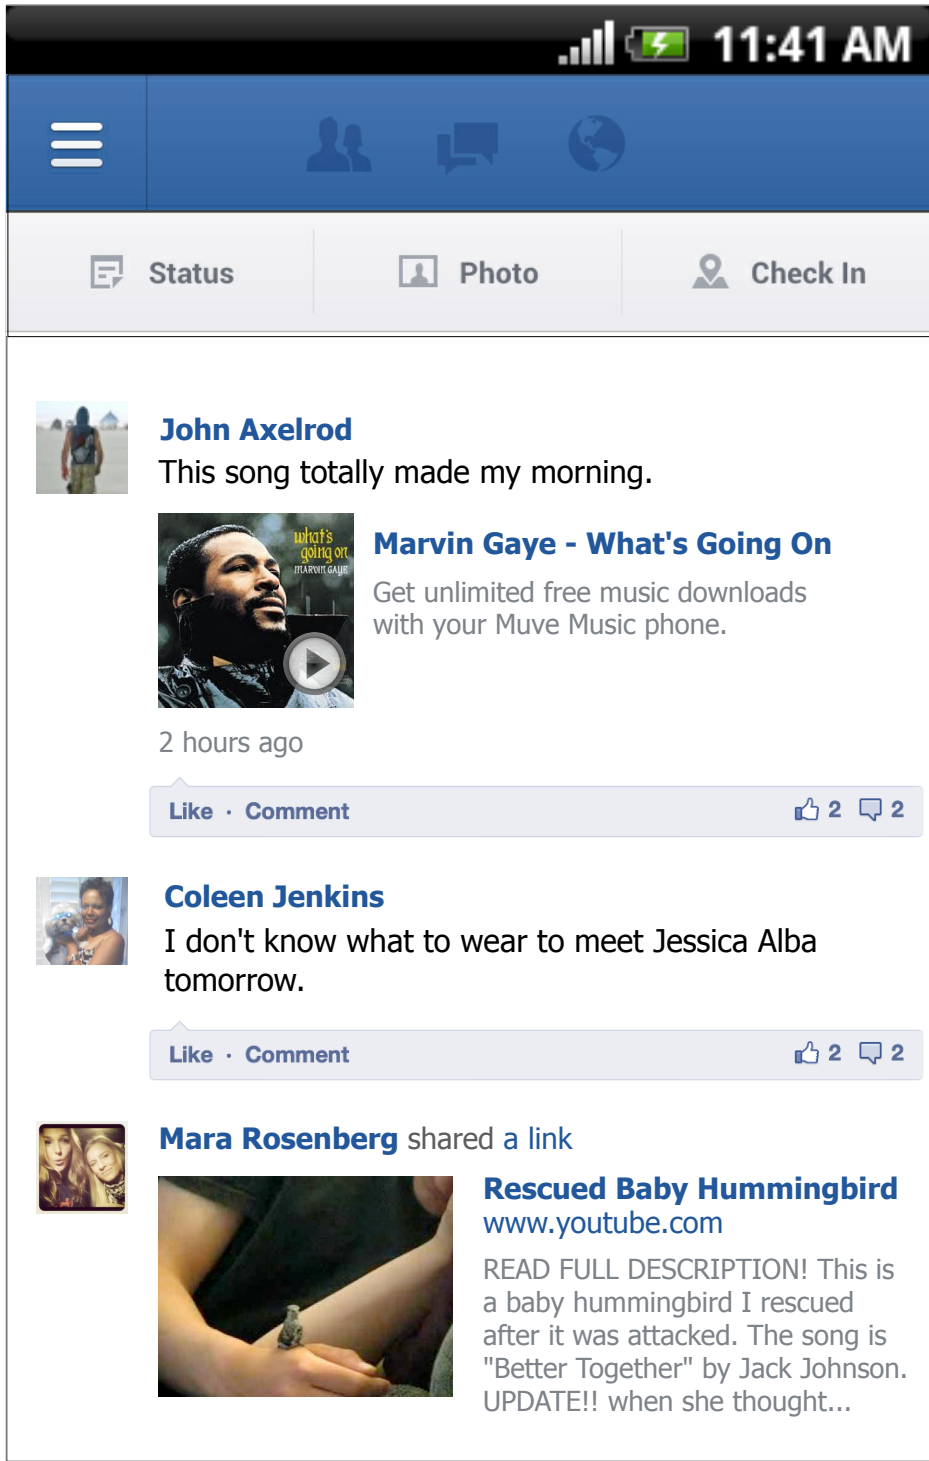 11:41 AM
Status
Photo
Check In
John Axelrod
This song totally made my morning.
what's
going on
MARVIN GAYE
Marvin Gaye - What's Going On
Get unlimited free music downloads
with your Muve Music phone.
2 hours ago
Like · Comment
2 2
Coleen Jenkins
I don't know what to wear to meet Jessica Alba
tomorrow.
Like · Comment
2 2
Mara Rosenberg shared a link
Rescued Baby Hummingbird
www.youtube.com
READ FULL DESCRIPTION! This is
a baby hummingbird I rescued
after it was attacked. The song is
"Better Together" by Jack Johnson.
UPDATE!! when she thought...